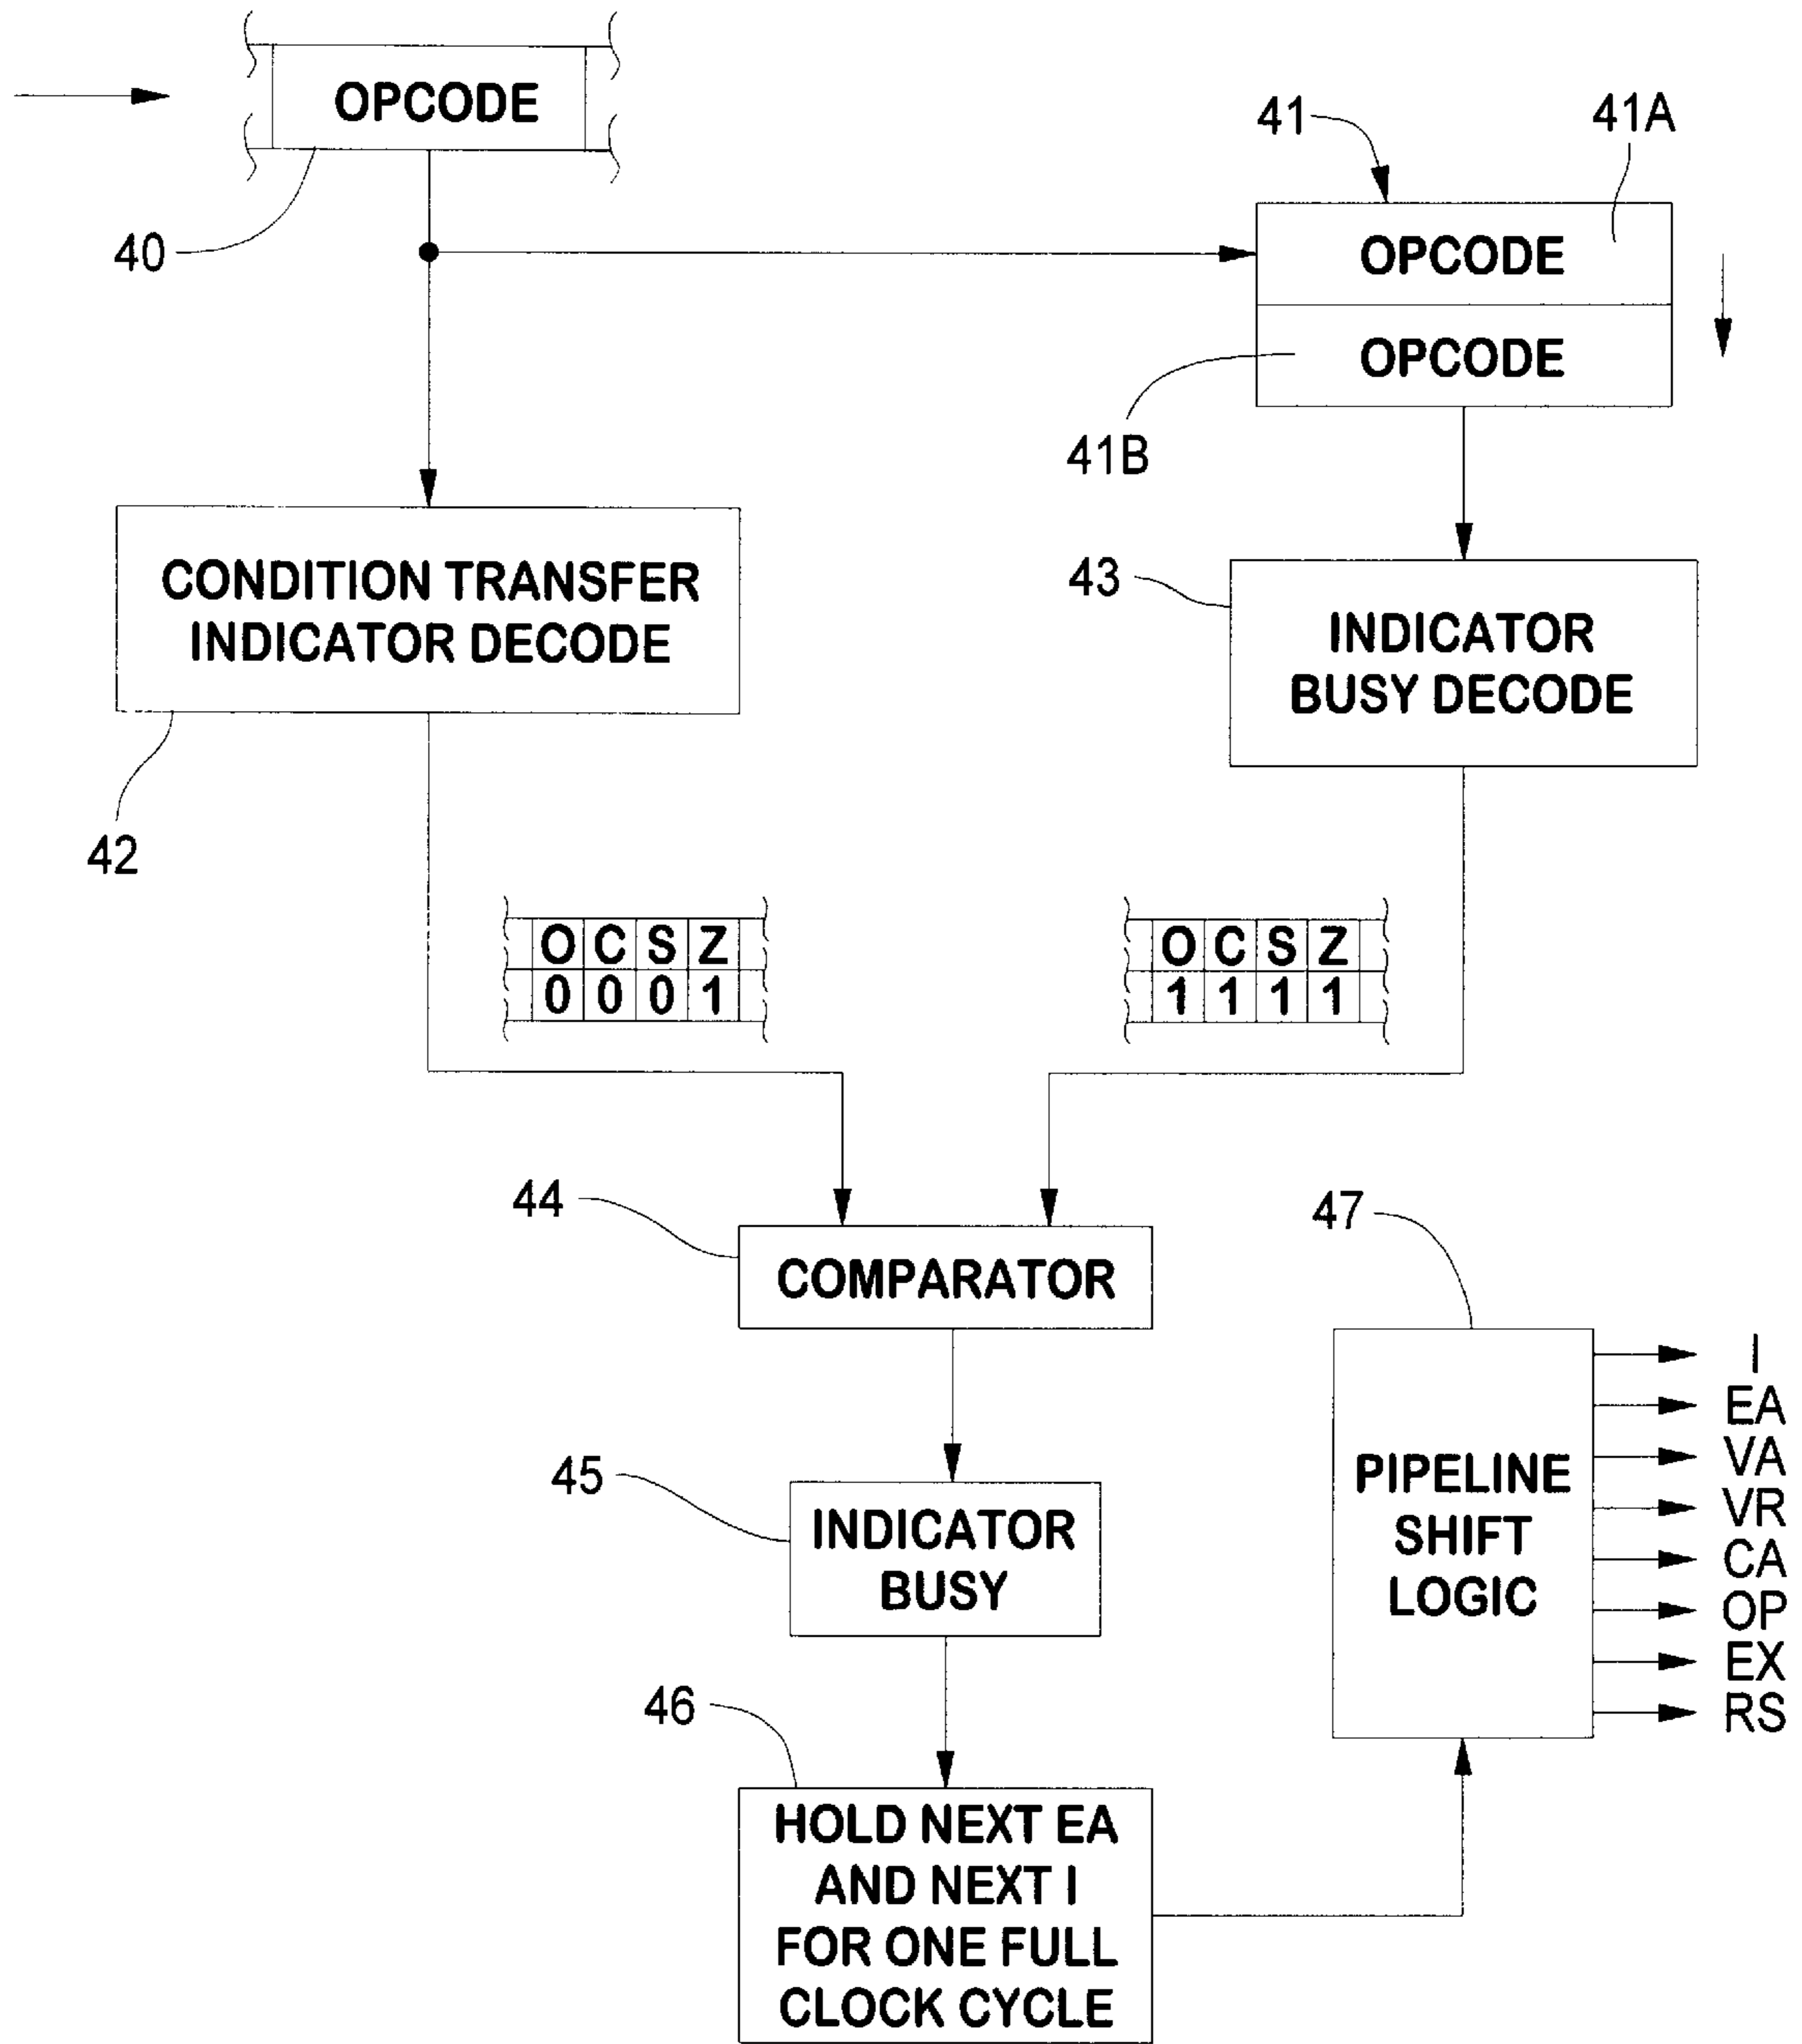 OPCODE
40
41
41A
OPCODE
OPCODE
41B
CONDITION TRANSFER
INDICATOR DECODE
42
43
INDICATOR
BUSY DECODE
O C S Z
0 0 0 1
O C S Z
1 1 1 1
44
COMPARATOR
45
INDICATOR
BUSY
46
HOLD NEXT EA
AND NEXT I
FOR ONE FULL
CLOCK CYCLE
47
PIPELINE
SHIFT
LOGIC
I
EA
VA
VR
CA
OP
EX
RS